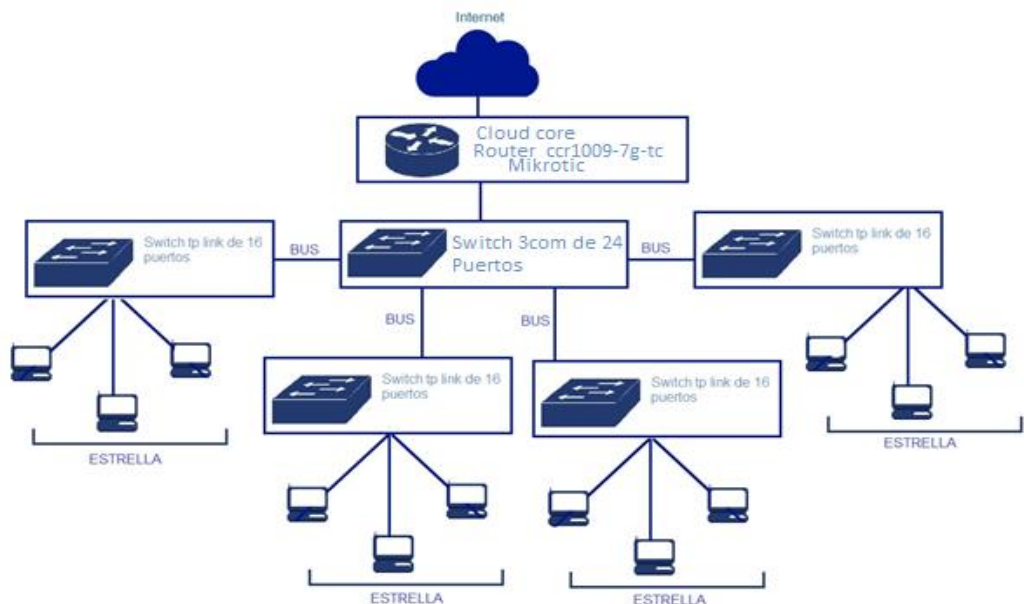 Internet
Cloud core
Router ccr1009-7g-tc
Mikrotic
Switch tp link de 16
puertos
BUS
Switch 3com de 24
Puertos
BUS
Switch tp link de 16
puertos
BUS
BUS
Switch tp link de 16
puertos
Switch tp link de 16
puertos
ESTRELLA
ESTRELLA
ESTRELLA
ESTRELLA